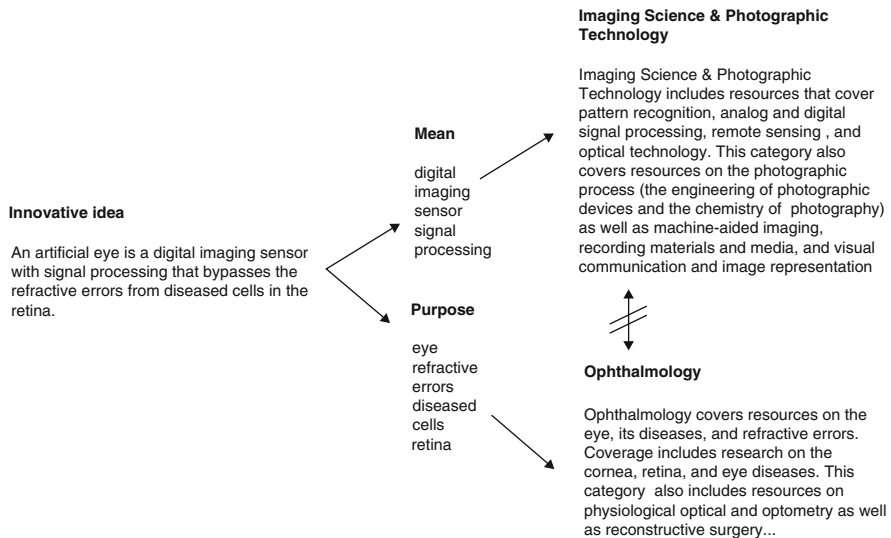 Innovative idea
An artificial eye is a digital imaging sensor
with signal processing that bypasses the
refractive errors from diseased cells in the
retina.
Mean
digital
imaging
sensor
signal
processing
Purpose
eye
refractive
errors
diseased
cells
retina
Imaging Science & Photographic
Technology
Imaging Science & Photographic
Technology includes resources that cover
pattern recognition, analog and digital
signal processing, remote sensing , and
optical technology. This category also
covers resources on the photographic
process (the engineering of photographic
devices and the chemistry of photography)
as well as machine-aided imaging,
recording materials and media, and visual
communication and image representation
Ophthalmology
Ophthalmology covers resources on the
eye, its diseases, and refractive errors.
Coverage includes research on the
cornea, retina, and eye diseases. This
category also includes resources on
physiological optical and optometry as well
as reconstructive surgery...